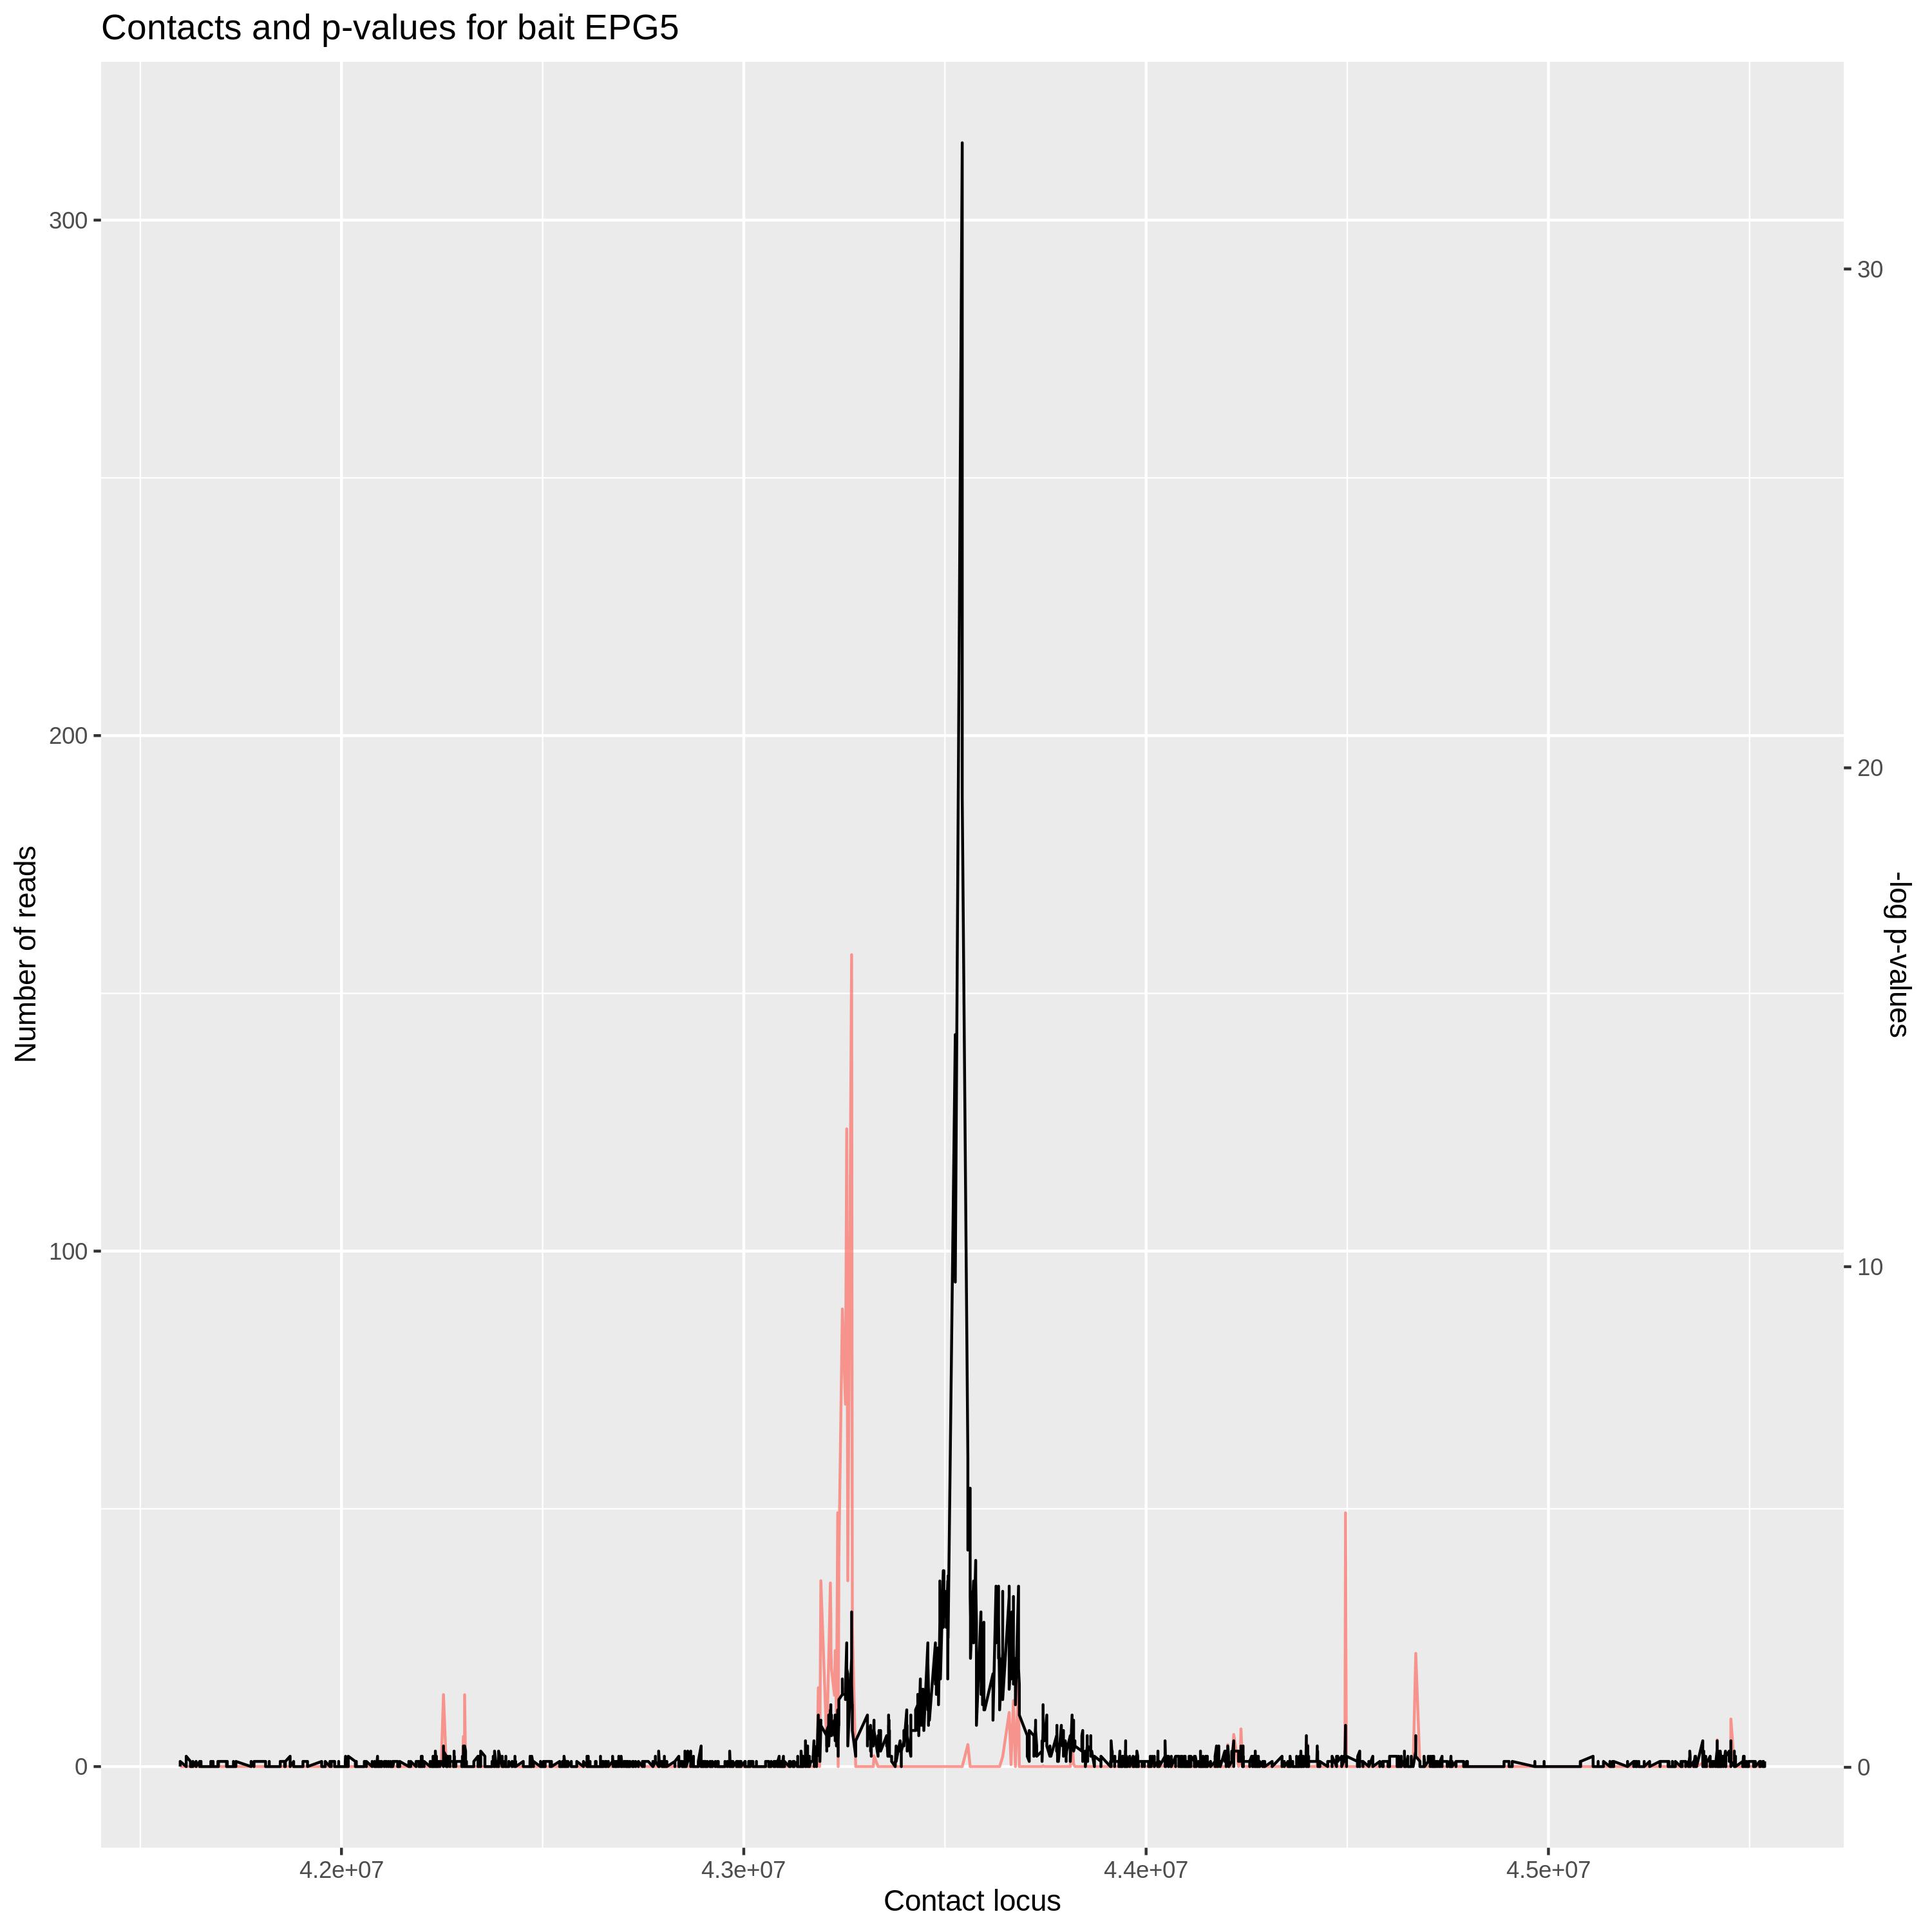 Contacts and p-values for bait EPG5
300
200
100
0
Number of reads
30
20
10
0
-log p-values
4.2e+07
4.3e+07
4.4e+07
4.5e+07
Contact locus